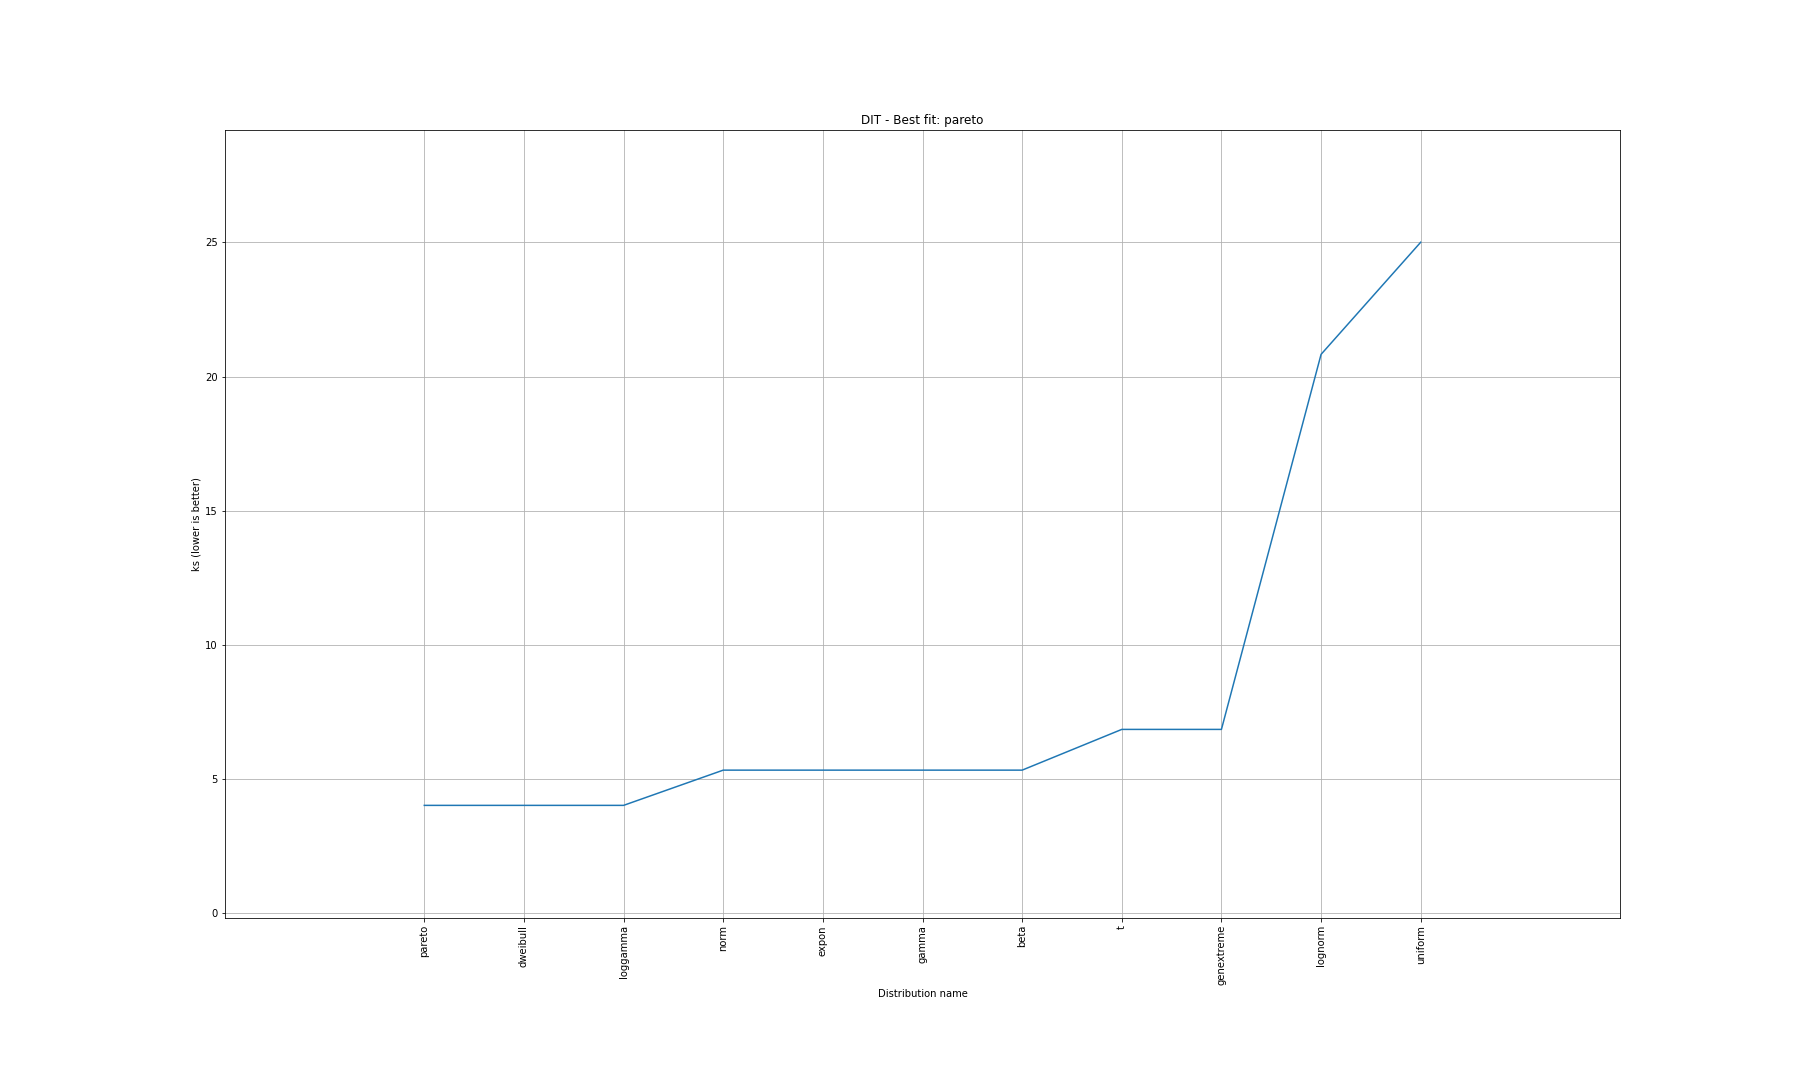 DIT - Best fit: pareto
25
20
15
10
5
0
ks (lower is better)
pareto
dweibull
loggamma
norm
expon
gamma
beta
t
genextreme
lognorm
uniform
Distribution name